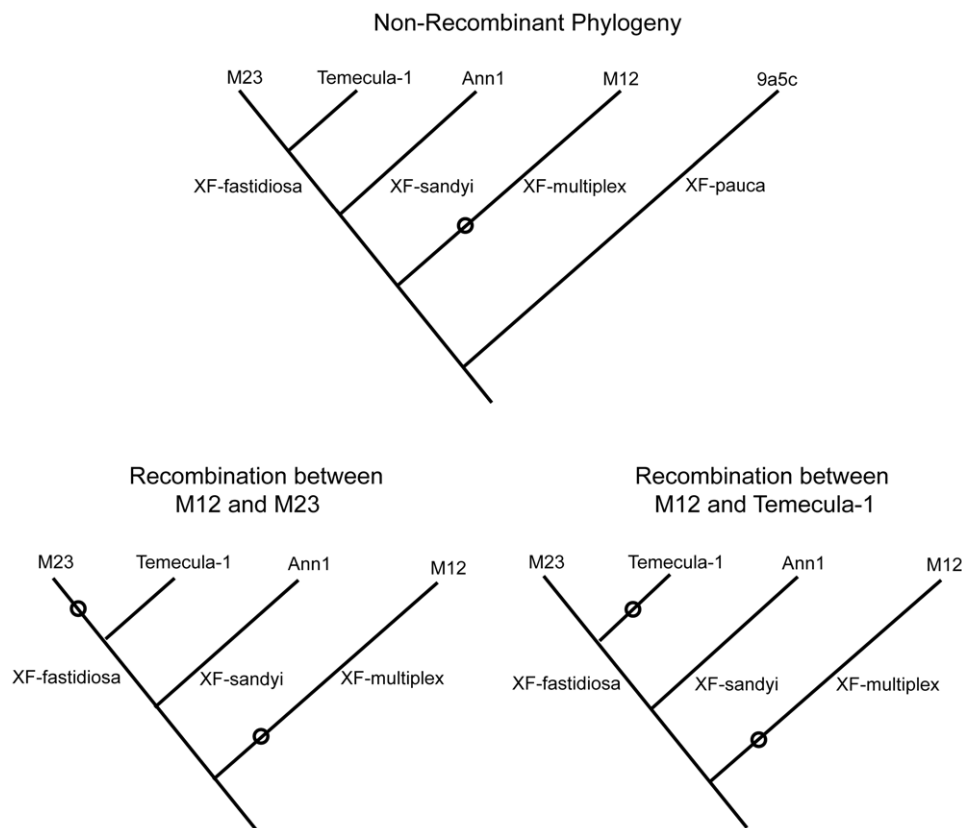 Non-Recombinant Phylogeny
M23
Temecula-1
Ann1
M12
9a5c
XF-fastidiosa
XF-sandyi
XF-multiplex
XF-pauca
Recombination between
M12 and M23
M23
Temecula-1
Ann1
M12
XF-fastidiosa
XF-sandyi
XF-multiplex
Recombination between
M12 and Temecula-1
M23
Temecula-1
Ann1
M12
XF-fastidiosa
XF-sandyi
XF-multiplex